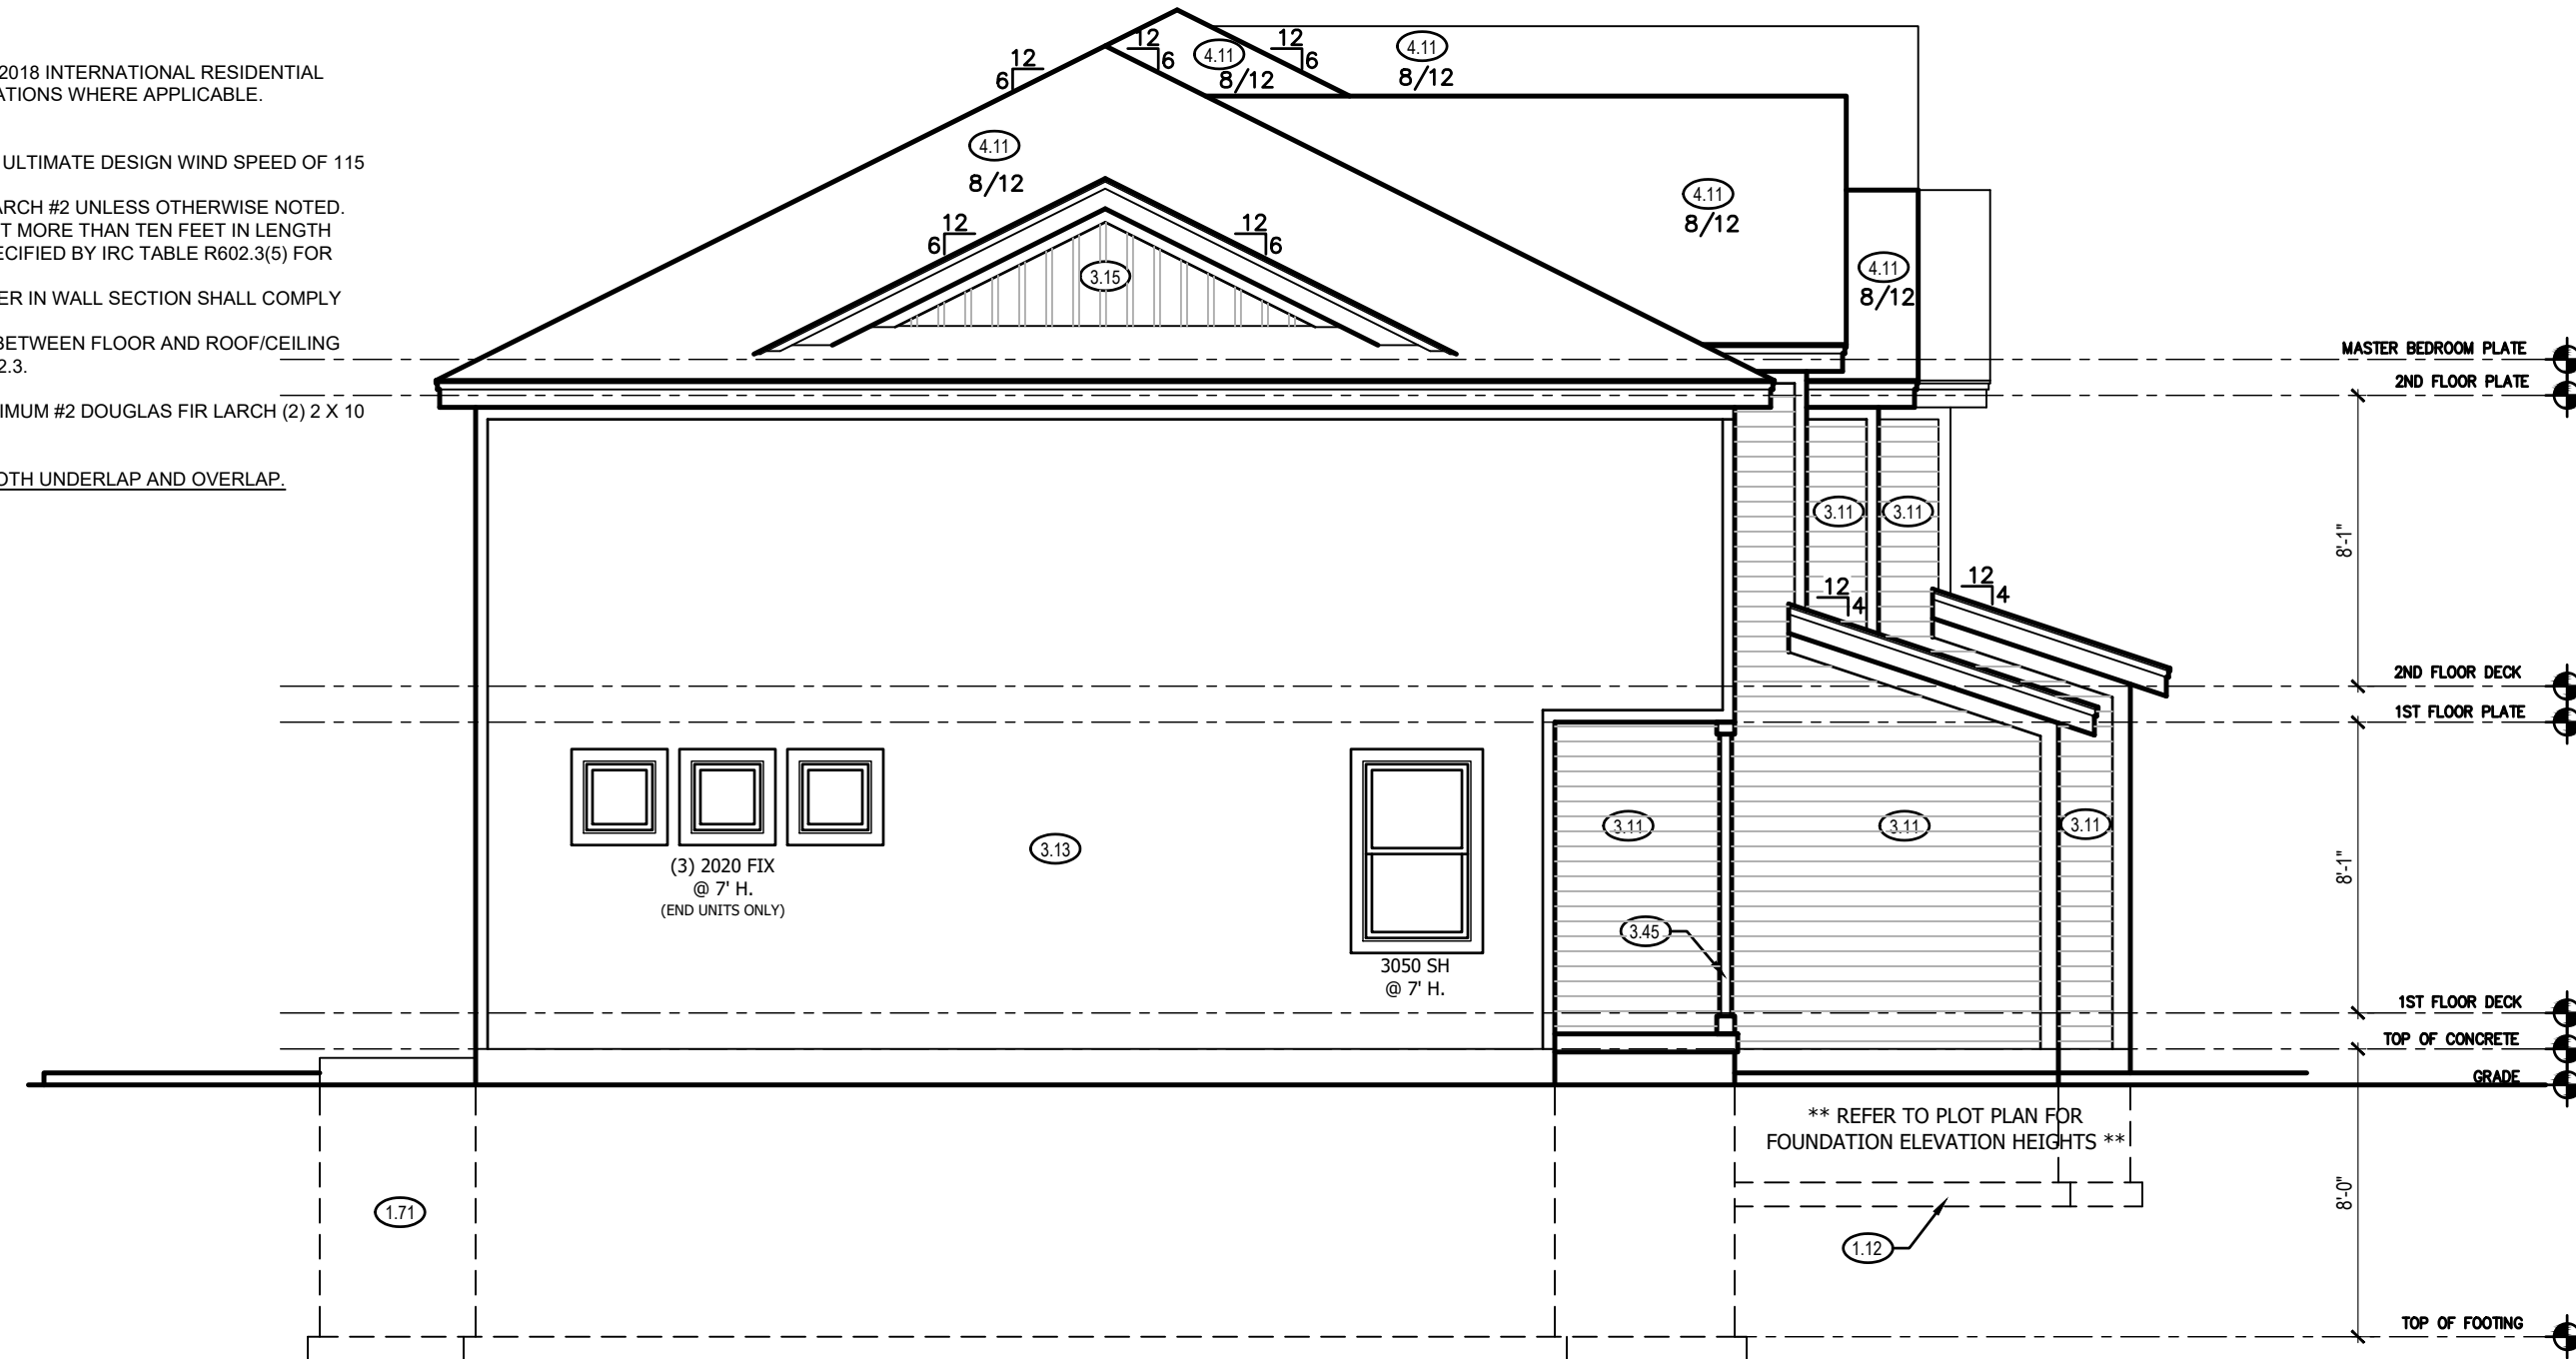 2018 INTERNATIONAL RESIDENTIAL
ATIONS WHERE APPLICABLE.
ULTIMATE DESIGN WIND SPEED OF 115
ARCH #2 UNLESS OTHERWISE NOTED.
T MORE THAN TEN FEET IN LENGTH
ECIFIED BY IRC TABLE R602.3(5) FOR
ER IN WALL SECTION SHALL COMPLY
BETWEEN FLOOR AND ROOF/CEILING
2.3.
IMUM #2 DOUGLAS FIR LARCH (2) 2 X 10
OTH UNDERLAP AND OVERLAP.
12
6
12
6
4.11
8/12
12
6
4.11
8/12
4.11
8/12
4.11
8/12
4.11
8/12
12
6
12
6
3.15
MASTER BEDROOM PLATE
2ND FLOOR PLATE
8'-1"
3.11
3.11
12
4
12
4
2ND FLOOR DECK
1ST FLOOR PLATE
(3) 2020 FIX
@ 7' H.
(END UNITS ONLY)
3.13
3050 SH
@ 7' H.
3.11
3.11
3.11
3.45
8'-1"
1ST FLOOR DECK
TOP OF CONCRETE
GRADE
** REFER TO PLOT PLAN FOR
FOUNDATION ELEVATION HEIGHTS **
1.71
1.12
8'-0"
TOP OF FOOTING